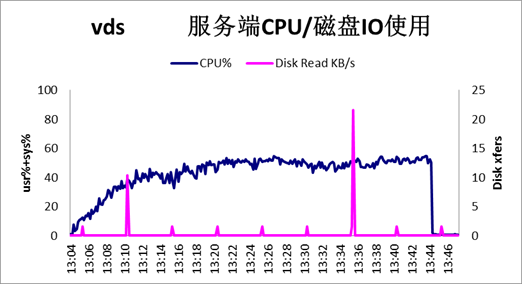 vds 服务端CPU/磁盘IO使用
CPU% Disk Read KB/s
usr%+sys%
100
80
60
40
20
0
Disk xfers
25
20
15
10
5
0
13:04 13:06 13:08 13:10 13:12 13:14 13:16 13:18 13:20 13:22 13:24 13:26 13:28 13:30 13:32 13:34 13:36 13:38 13:40 13:42 13:44 13:46